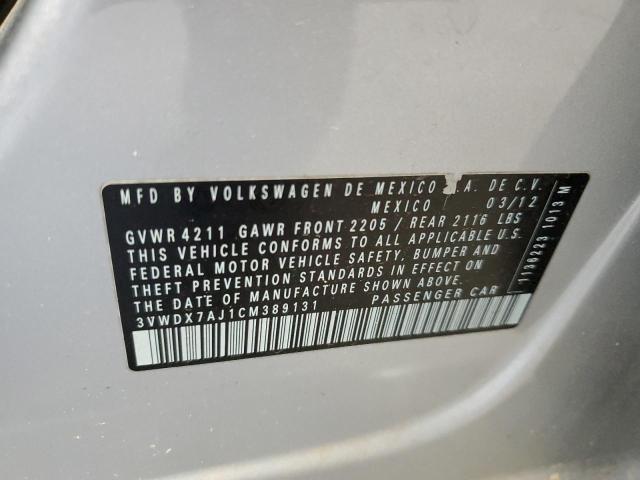 MFD BY VOLKSWAGEN DE MEXICO S.A. DE C.V.
MEXICO 03/12
GVWR 4211 GAWR FRONT 2205 / REAR 2116 LBS
THIS VEHICLE CONFORMS TO ALL APPLICABLE U.S.
FEDERAL MOTOR VEHICLE SAFETY, BUMPER AND
THEFT PREVENTION STANDARDS IN EFFECT ON
THE DATE OF MANUFACTURE SHOWN ABOVE.
3VWDX7AJ1CM389131 PASSENGER CAR
1136223 1013 M